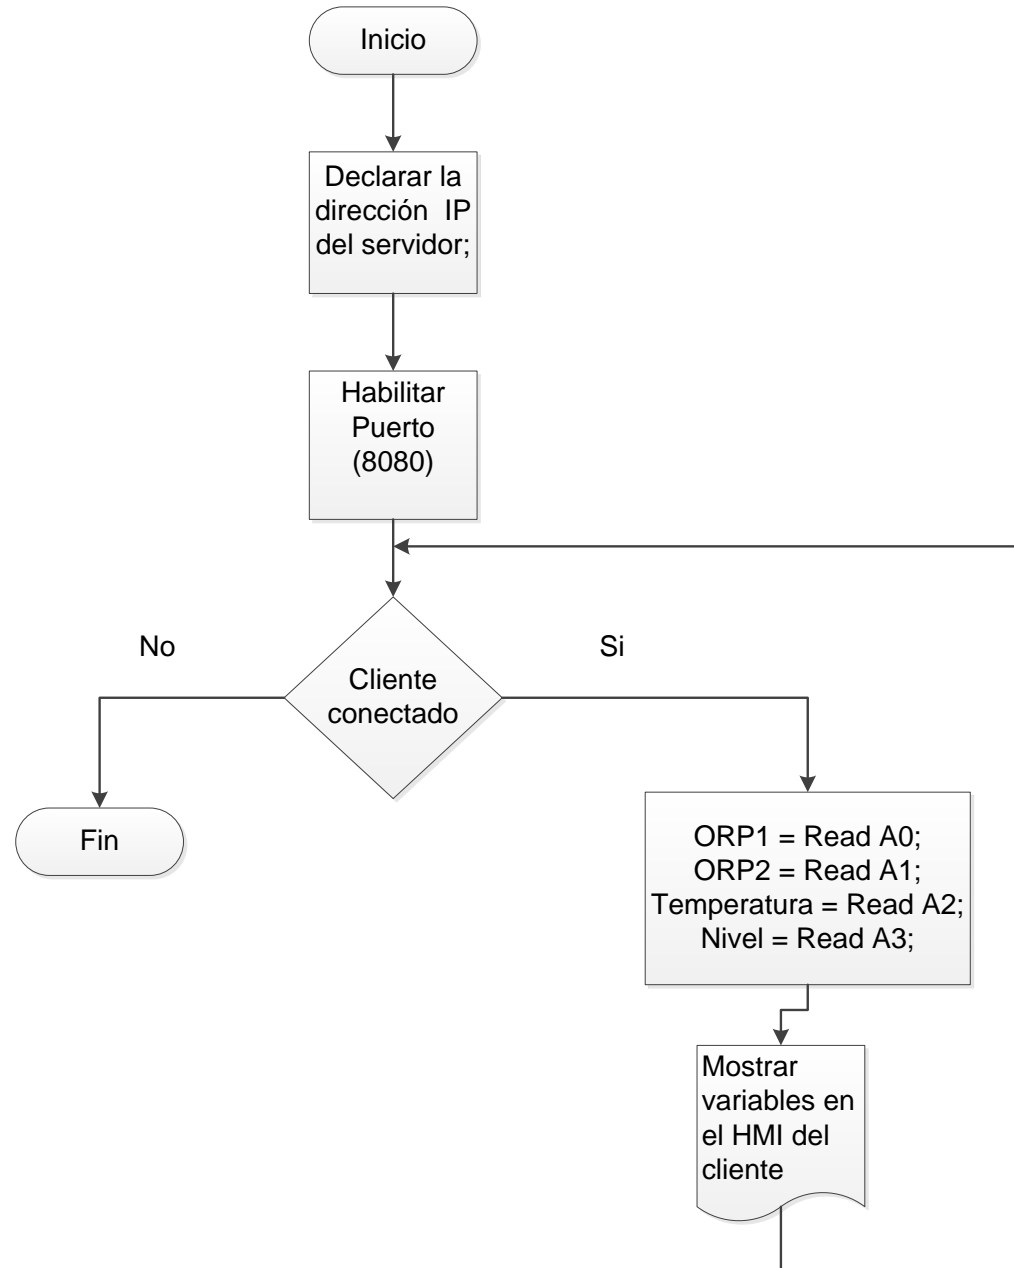 Inicio
Declarar la
dirección IP
del servidor;
Habilitar
Puerto
(8080)
No
Si
Cliente
conectado
Fin
ORP1 = Read A0;
ORP2 = Read A1;
Temperatura = Read A2;
Nivel = Read A3;
Mostrar
variables en
el HMI del
cliente